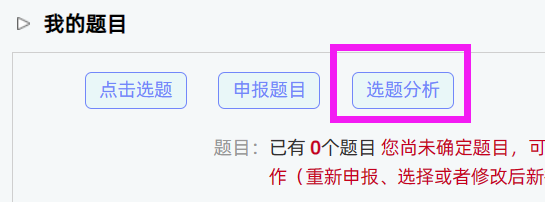 我的题目
点击选题 申报题目 选题分析
题目：已有 0个题目 您尚未确定题目，可
作（重新申报、选择或者修改后新